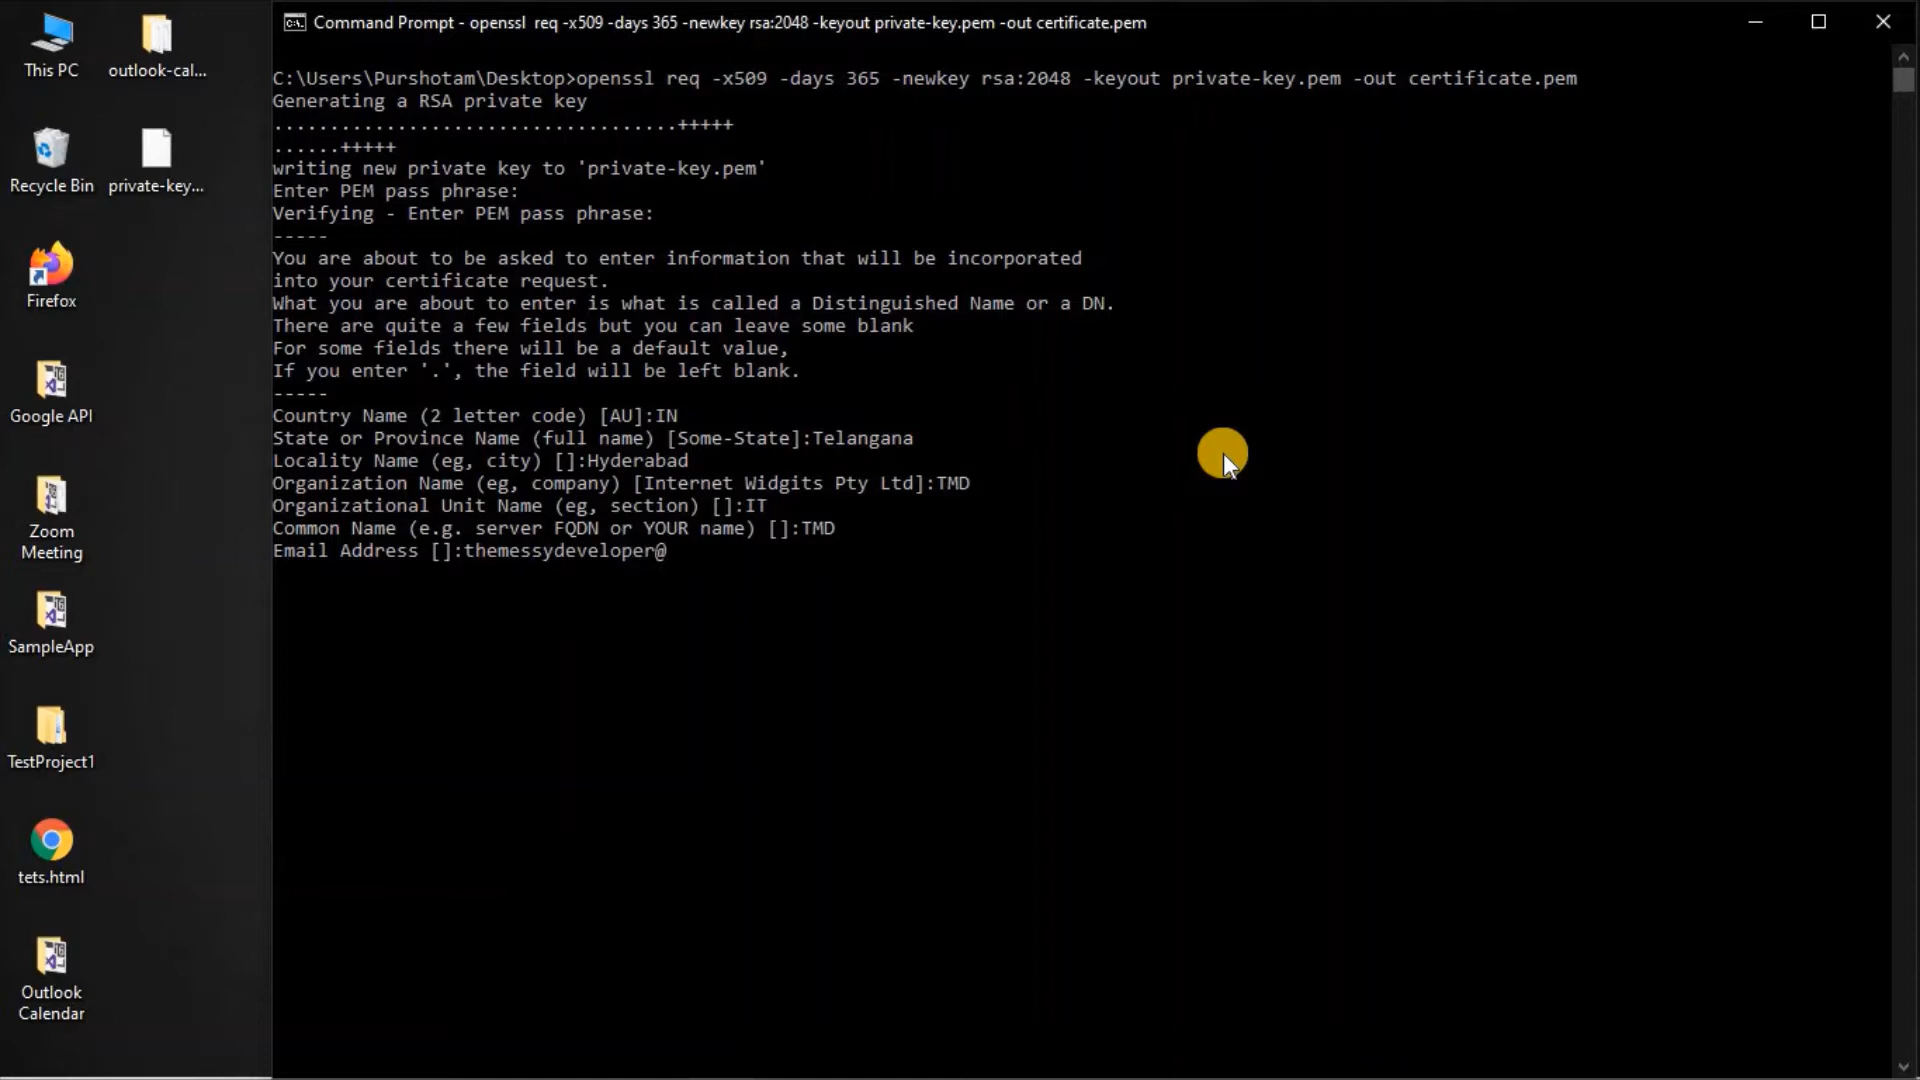 This PC
outlook-cal...
Recycle Bin
private-key...
Firefox
Google API
Zoom
Meeting
SampleApp
TestProject1
tets.html
Outlook
Calendar
Command Prompt - openssl  req -x509 -days 365 -newkey rsa:2048 -keyout private-key.pem -out certificate.pem
C:\Users\Purshotam\Desktop>openssl req -x509 -days 365 -newkey rsa:2048 -keyout private-key.pem -out certificate.pem
Generating a RSA private key
....................................+++++
......+++++
writing new private key to 'private-key.pem'
Enter PEM pass phrase:
Verifying - Enter PEM pass phrase:
-----
You are about to be asked to enter information that will be incorporated
into your certificate request.
What you are about to enter is what is called a Distinguished Name or a DN.
There are quite a few fields but you can leave some blank
For some fields there will be a default value,
If you enter '.', the field will be left blank.
-----
Country Name (2 letter code) [AU]:IN
State or Province Name (full name) [Some-State]:Telangana
Locality Name (eg, city) []:Hyderabad
Organization Name (eg, company) [Internet Widgits Pty Ltd]:TMD
Organizational Unit Name (eg, section) []:IT
Common Name (e.g. server FQDN or YOUR name) []:TMD
Email Address []:themessydeveloper@